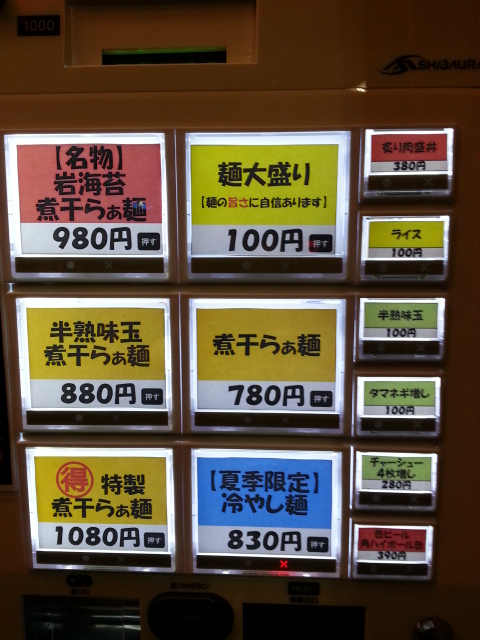 1000
SHIBAURA
【名物】
岩海苔
煮干らぁ麺
980円 押す
麺大盛り
【麺の旨さに自信あります】
100円 押す
炙り肉盛丼
380円
ライス
100円
半熟味玉
煮干らぁ麺
880円 押す
煮干らぁ麺
780円 押す
半熟味玉
100円
タマネギ増し
100円
得 特製
煮干らぁ麺
1080円 押す
【夏季限定】
冷やし麺
830円 押す
チャーシュー
4枚増し
280円
缶ビール
角ハイボール缶
390円